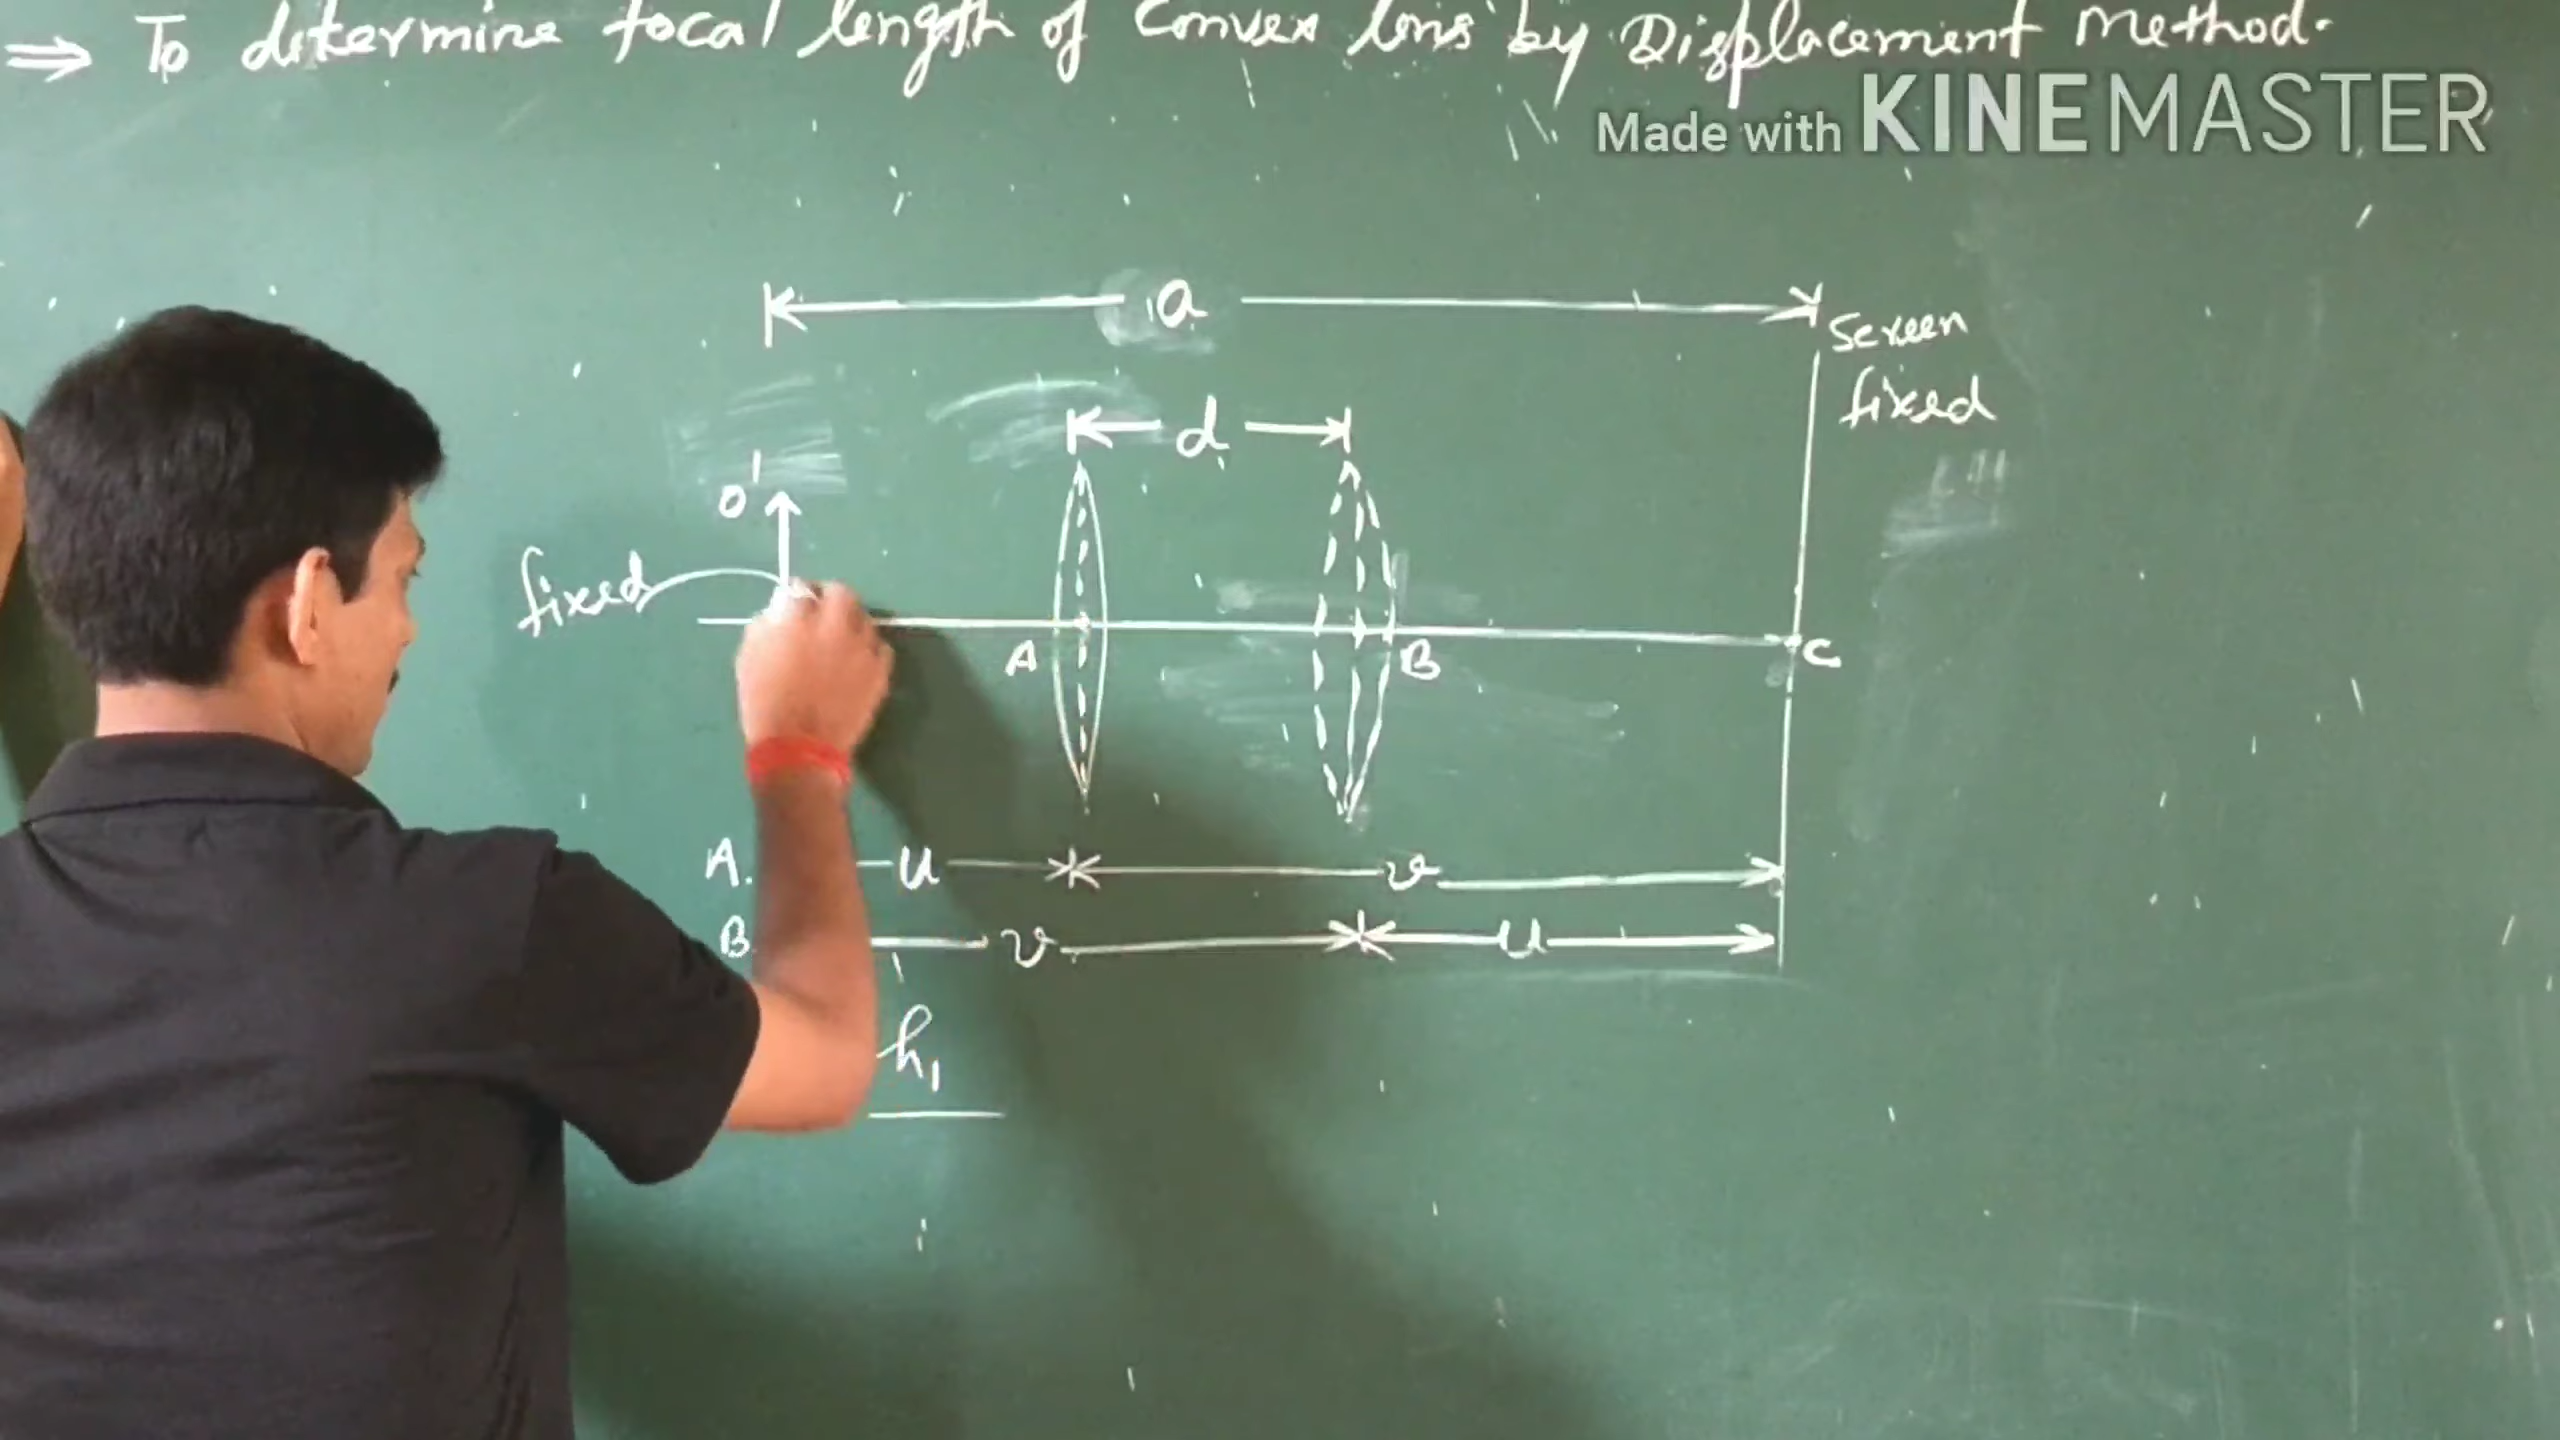 ⇒ To determine focal length of Convex lens by Displacement Method.
Made with KINEMASTER
a
Screen
fixed
d
O'
fixed
A B C
A. u v
B v u
h₁